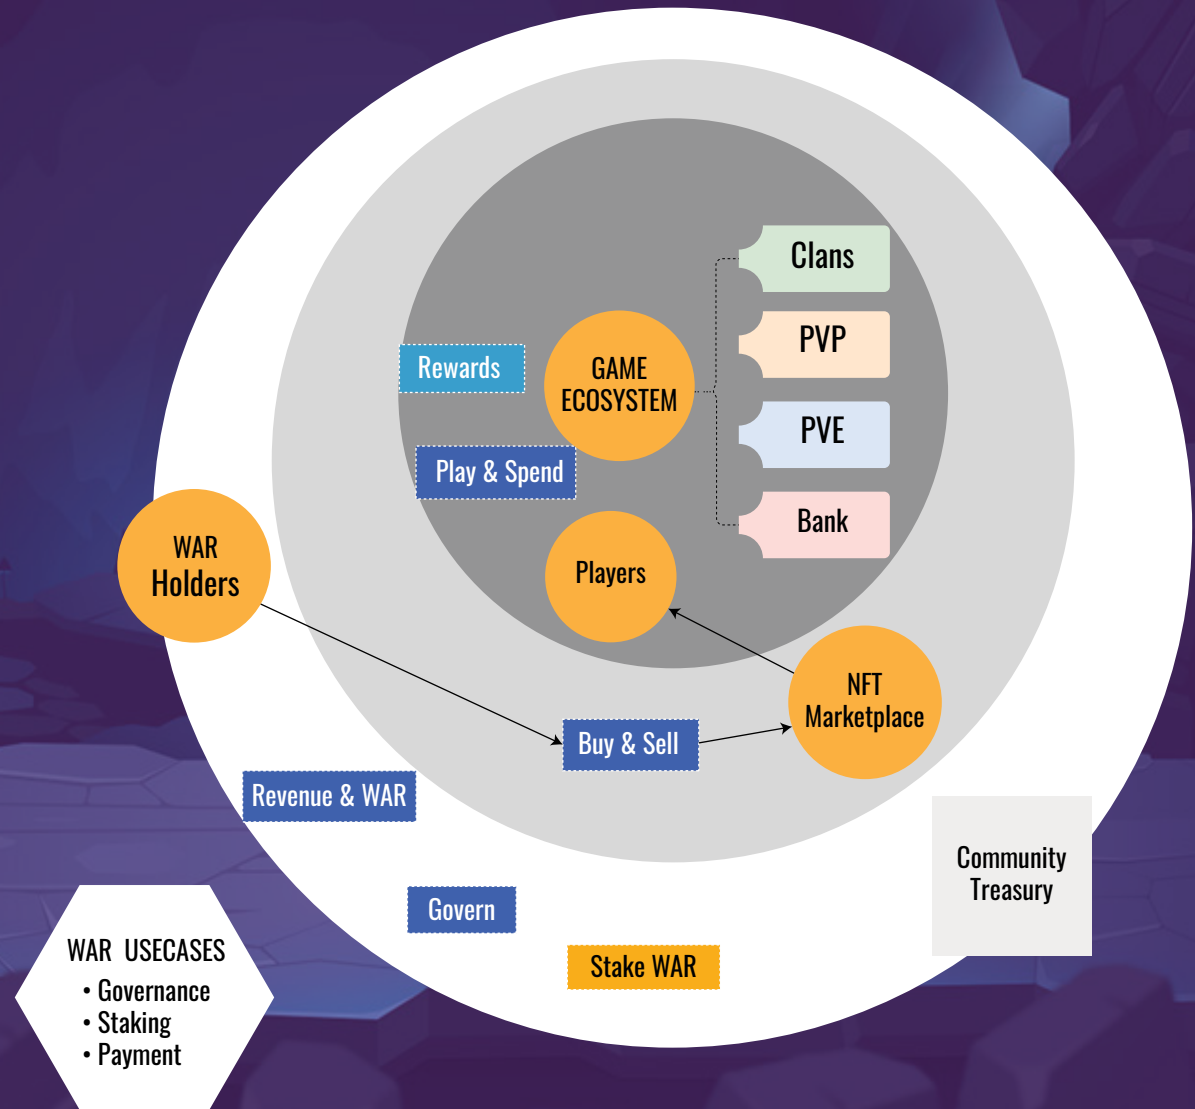 Clans
PVP
GAME
ECOSYSTEM
Rewards
PVE
Play & Spend
Bank
WAR
Holders
Players
NFT
Marketplace
Buy & Sell
Revenue & WAR
Community
Treasury
Govern
Stake WAR
WAR USECASES
• Governance
• Staking
• Payment